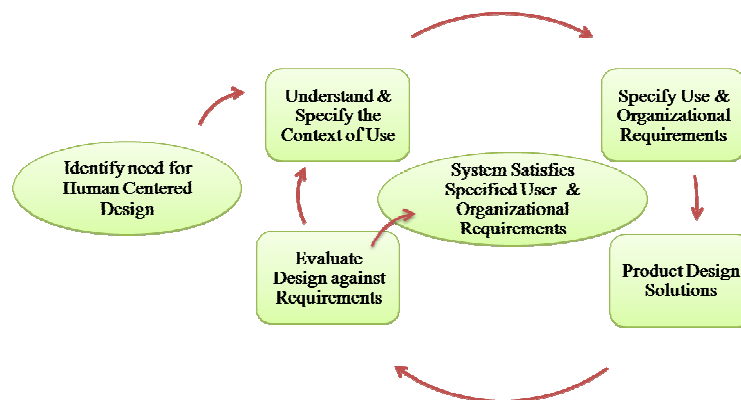 Identify need for
Human Centered
Design
Understand &
Specify the
Context of Use
Specify Use &
Organizational
Requirements
System Satisfies
Specified User &
Organizational
Requirements
Evaluate
Design against
Requirements
Product Design
Solutions